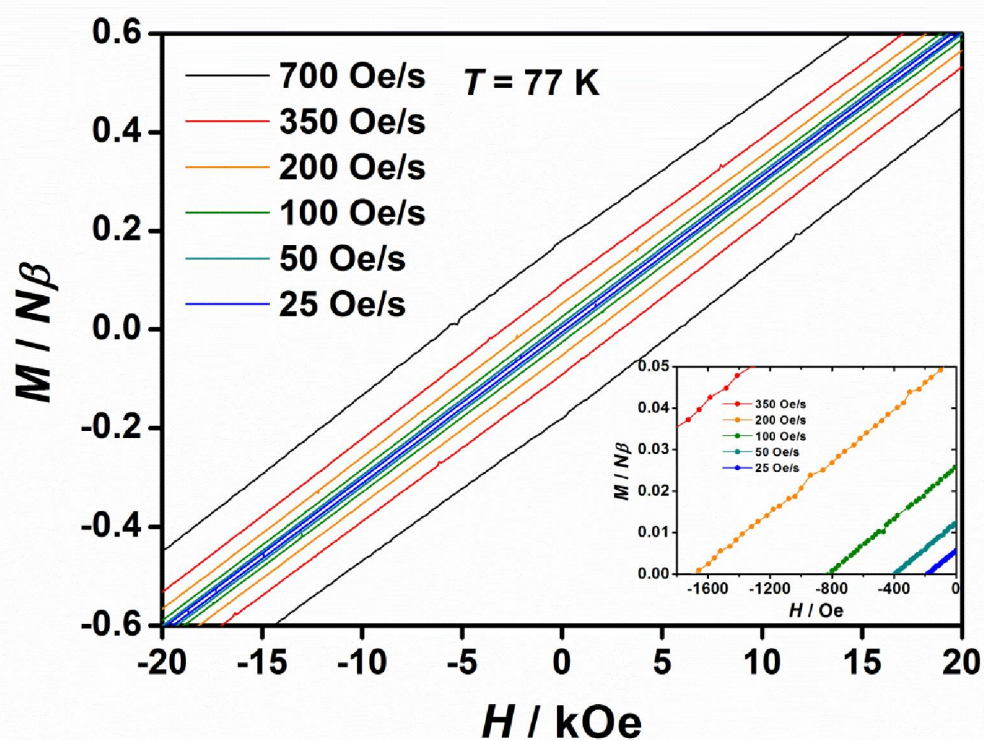 0.6
0.4
0.2
0.0
-0.2
-0.4
-0.6
M / Nβ
700 Oe/s
350 Oe/s
200 Oe/s
100 Oe/s
50 Oe/s
25 Oe/s
T = 77 K
0.05
0.04
0.03
0.02
0.01
0.00
M / Nβ
350 Oe/s
200 Oe/s
100 Oe/s
50 Oe/s
25 Oe/s
-1600 -1200 -800 -400 0
H / Oe
-20 -15 -10 -5 0 5 10 15 20
H / kOe